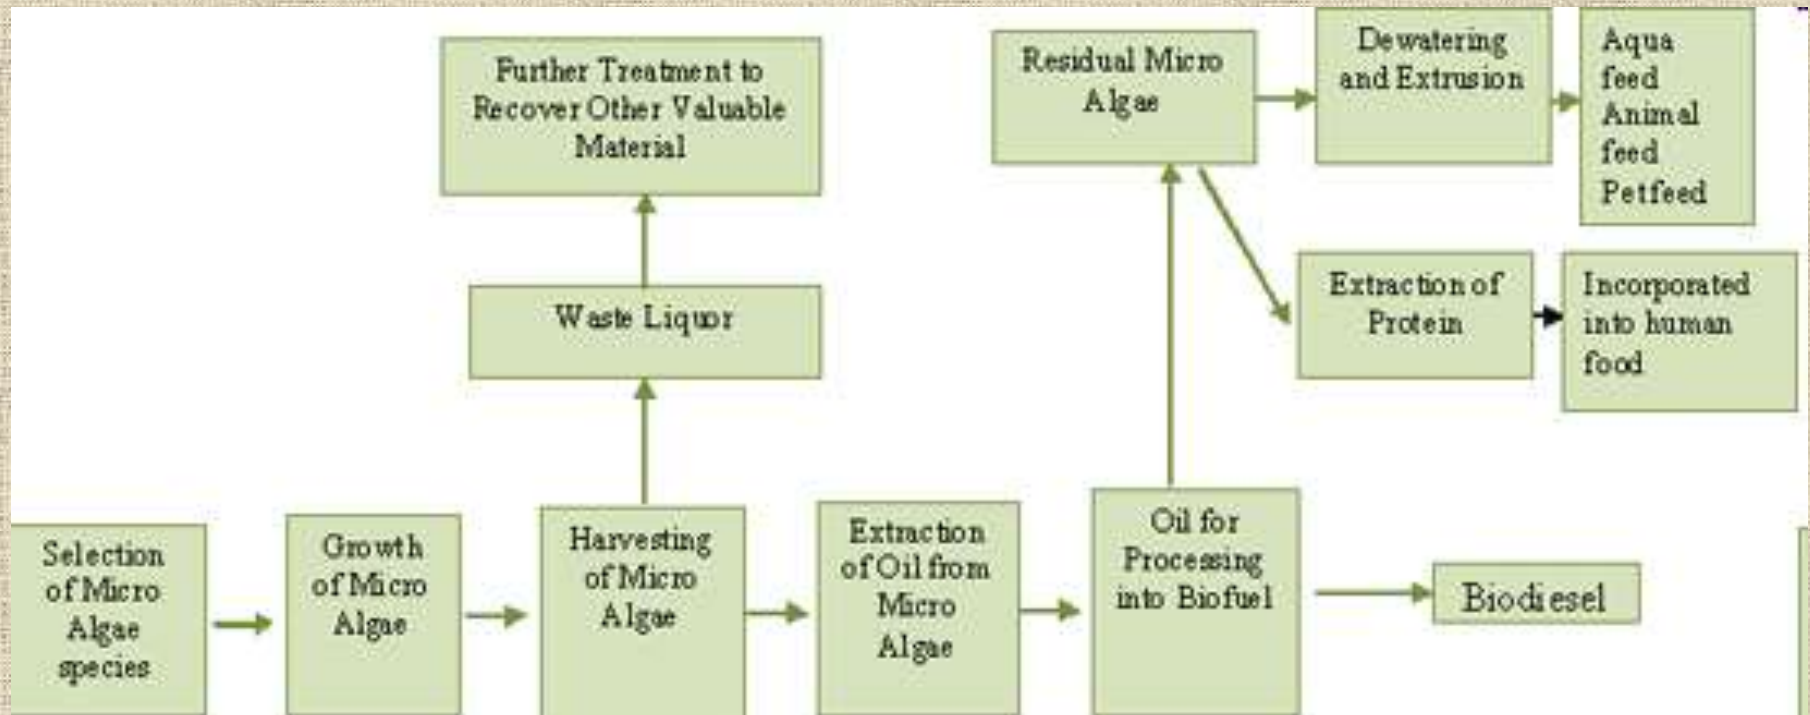 Further Treatment to
Recover Other Valuable
Material
Residual Micro
Algae
Dewatering
and Extrusion
Aqua
feed
Animal
feed
Petfeed
Waste Liquor
Extraction of
Protein
Incorporated
into human
food
Selection
of Micro
Algae
species
Growth
of Micro
Algae
Harvesting
of Micro
Algae
Extraction
of Oil from
Micro
Algae
Oil for
Processing
into Biofuel
Biodiesel